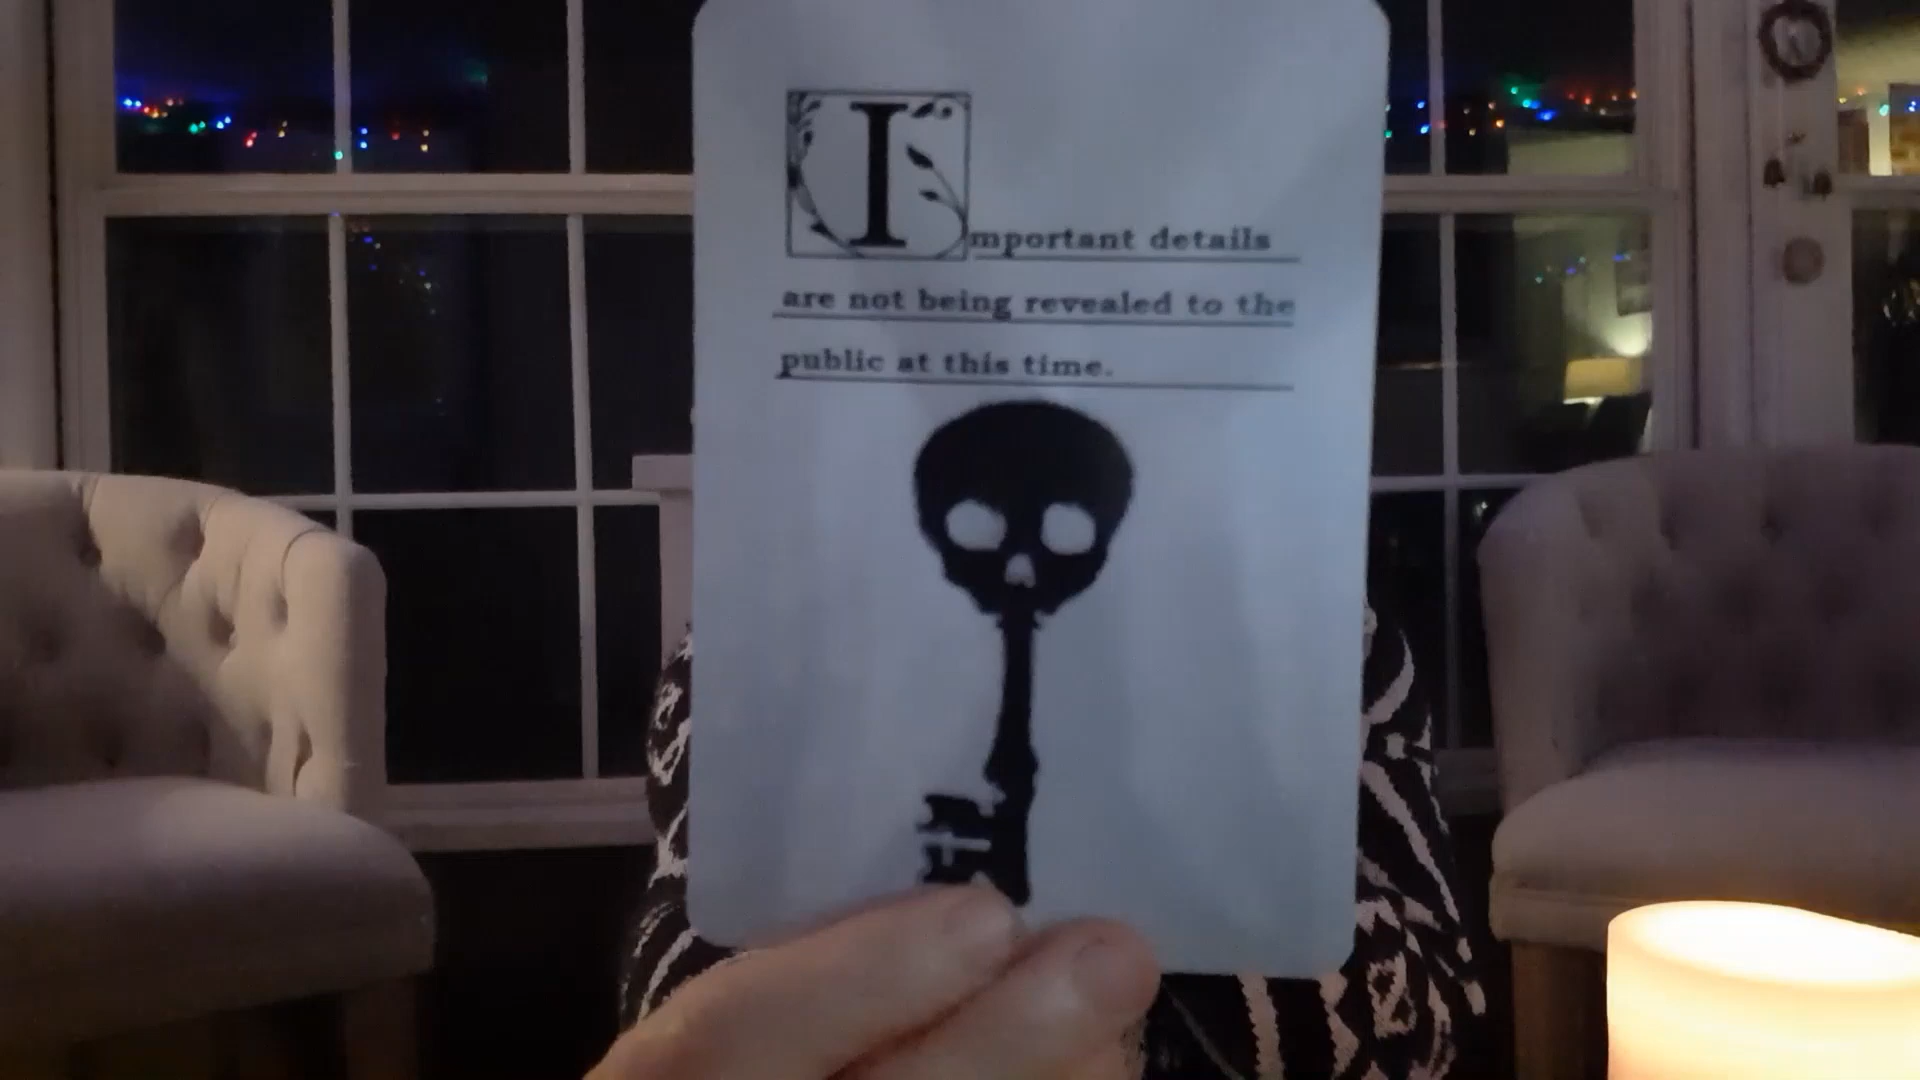 Important details
are not being revealed to the
public at this time.